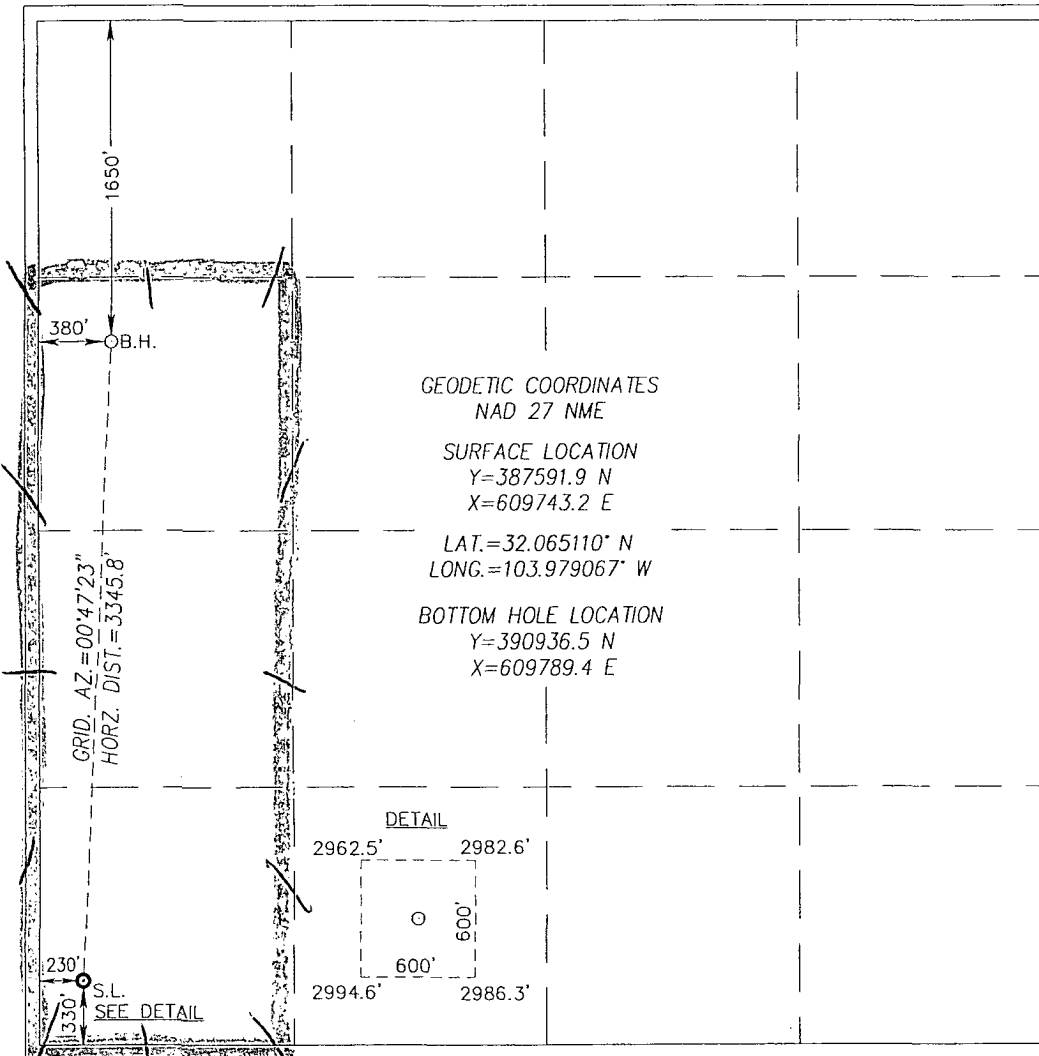 1650'
380'
B.H.
GEODETIC COORDINATES
NAD 27 NME
SURFACE LOCATION
Y=387591.9 N
X=609743.2 E
LAT.=32.065110° N
LONG.=103.979067° W
BOTTOM HOLE LOCATION
Y=390936.5 N
X=609789.4 E
GRID. AZ.=00°47'23"
HORZ. DIST.=3345.8'
DETAIL
2962.5' 2982.6'
600'
600'
2994.6' 2986.3'
230'
S.L.
330'
SEE DETAIL